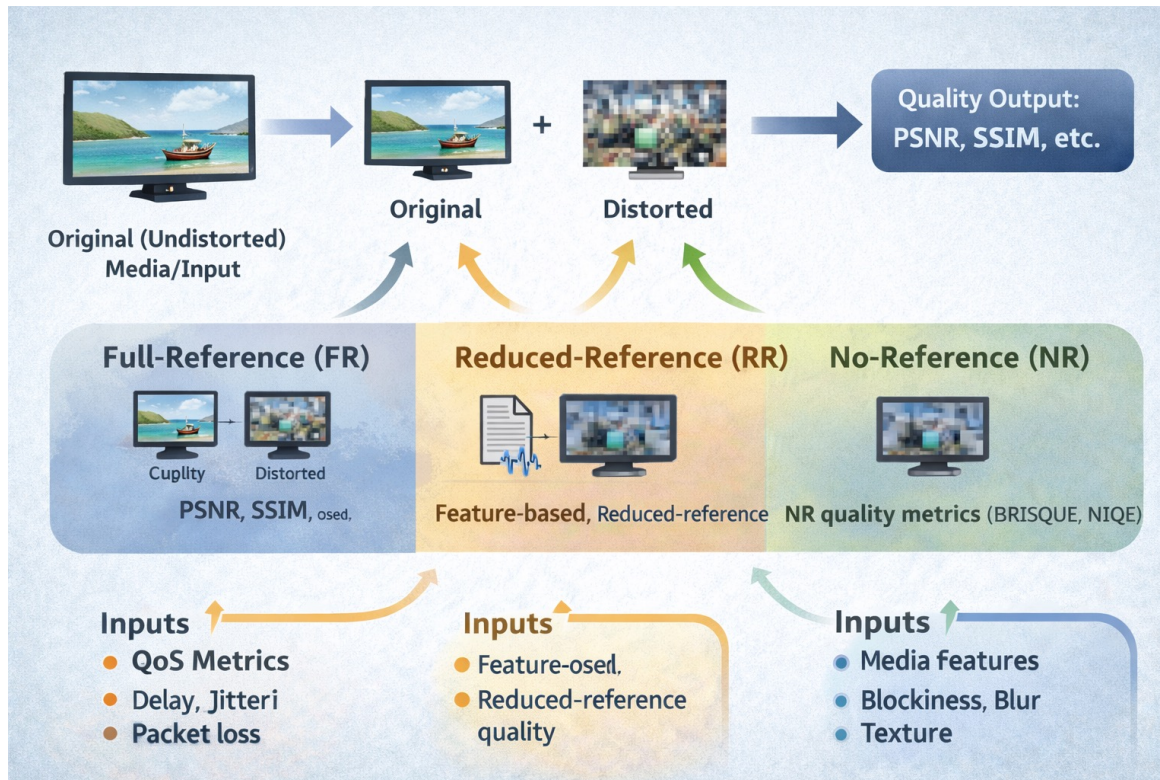 Quality Output:
PSNR, SSIM, etc.
Original
Distorted
Original (Undistorted)
Media/Input
Full-Reference (FR)
Reduced-Reference (RR)
No-Reference (NR)
Cuplity
Distorted
PSNR, SSIM, osed,
Feature-based, Reduced-reference
NR quality metrics (BRISQUE, NIQE)
Inputs
QoS Metrics
Delay, Jitteri
Packet loss
Inputs
Feature-osed,
Reduced-reference
quality
Inputs
Media features
Blockiness, Blur
Texture